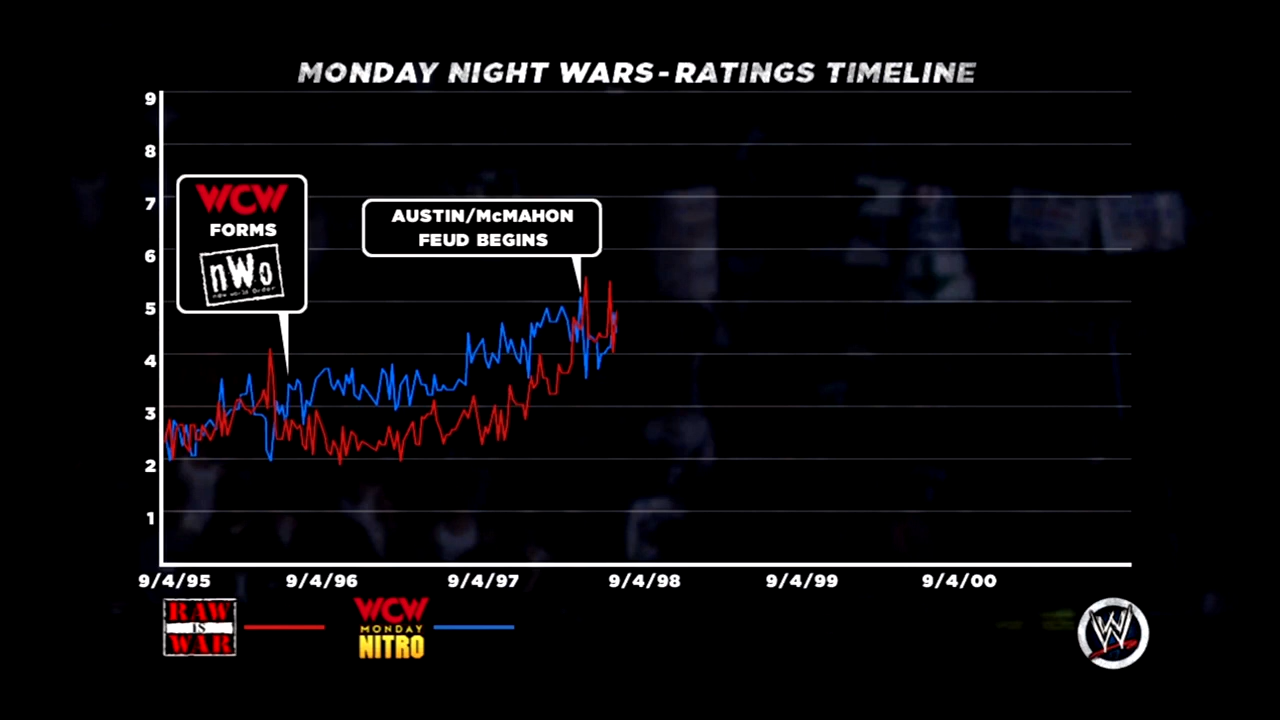 MONDAY NIGHT WARS - RATINGS TIMELINE
9
8
7
6
5
4
3
2
1
WCW
FORMS
nWo
new world order
AUSTIN/McMAHON
FEUD BEGINS
9/4/95 9/4/96 9/4/97 9/4/98 9/4/99 9/4/00
RAW
IS
WAR
WCW
MONDAY
NITRO
W